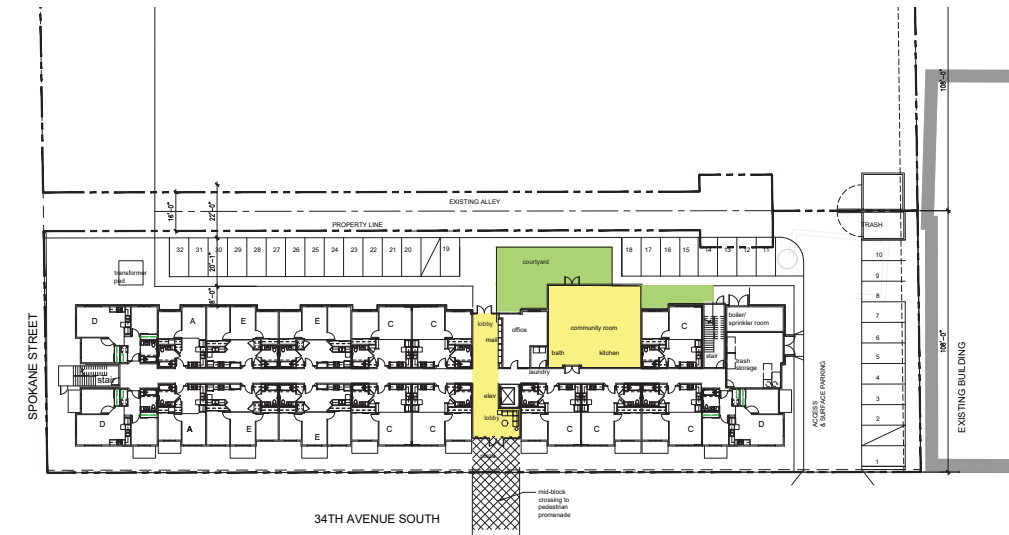 108'-0"
EXISTING ALLEY
16'-0"
22'-0"
PROPERTY LINE
TRASH
32 31 30 29 28 27 26 25 24 23 22 21 20 19
18 17 16 15 14 13 12 11
20'-1"
courtyard
10
9
8
7
6
5
4
3
2
1
transformer
pad
8'-0"
D A E E C C
lobby
mail
office
community room
C
boiler/
sprinkler room
bath
kitchen
stair
trash
storage
laundry
stair
elev
lobby
D A E E C C
C C C D
SPOKANE STREET
ACCESS
& SURFACE PARKING
108'-0"
EXISTING BUILDING
mid-block
crossing to
pedestrian
promenade
34TH AVENUE SOUTH